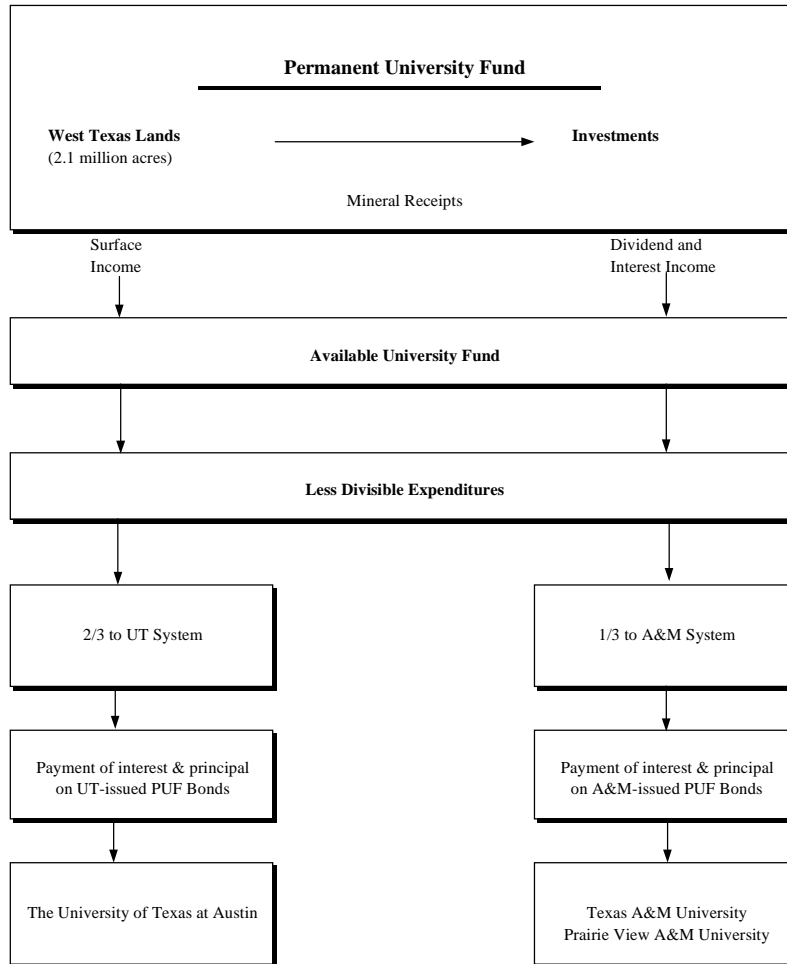 Permanent University Fund
West Texas Lands
(2.1 million acres)
Investments
Mineral Receipts
Surface
Income
Dividend and
Interest Income
Available University Fund
Less Divisible Expenditures
2/3 to UT System
1/3 to A&M System
Payment of interest & principal
on UT-issued PUF Bonds
Payment of interest & principal
on A&M-issued PUF Bonds
The University of Texas at Austin
Texas A&M University
Prairie View A&M University